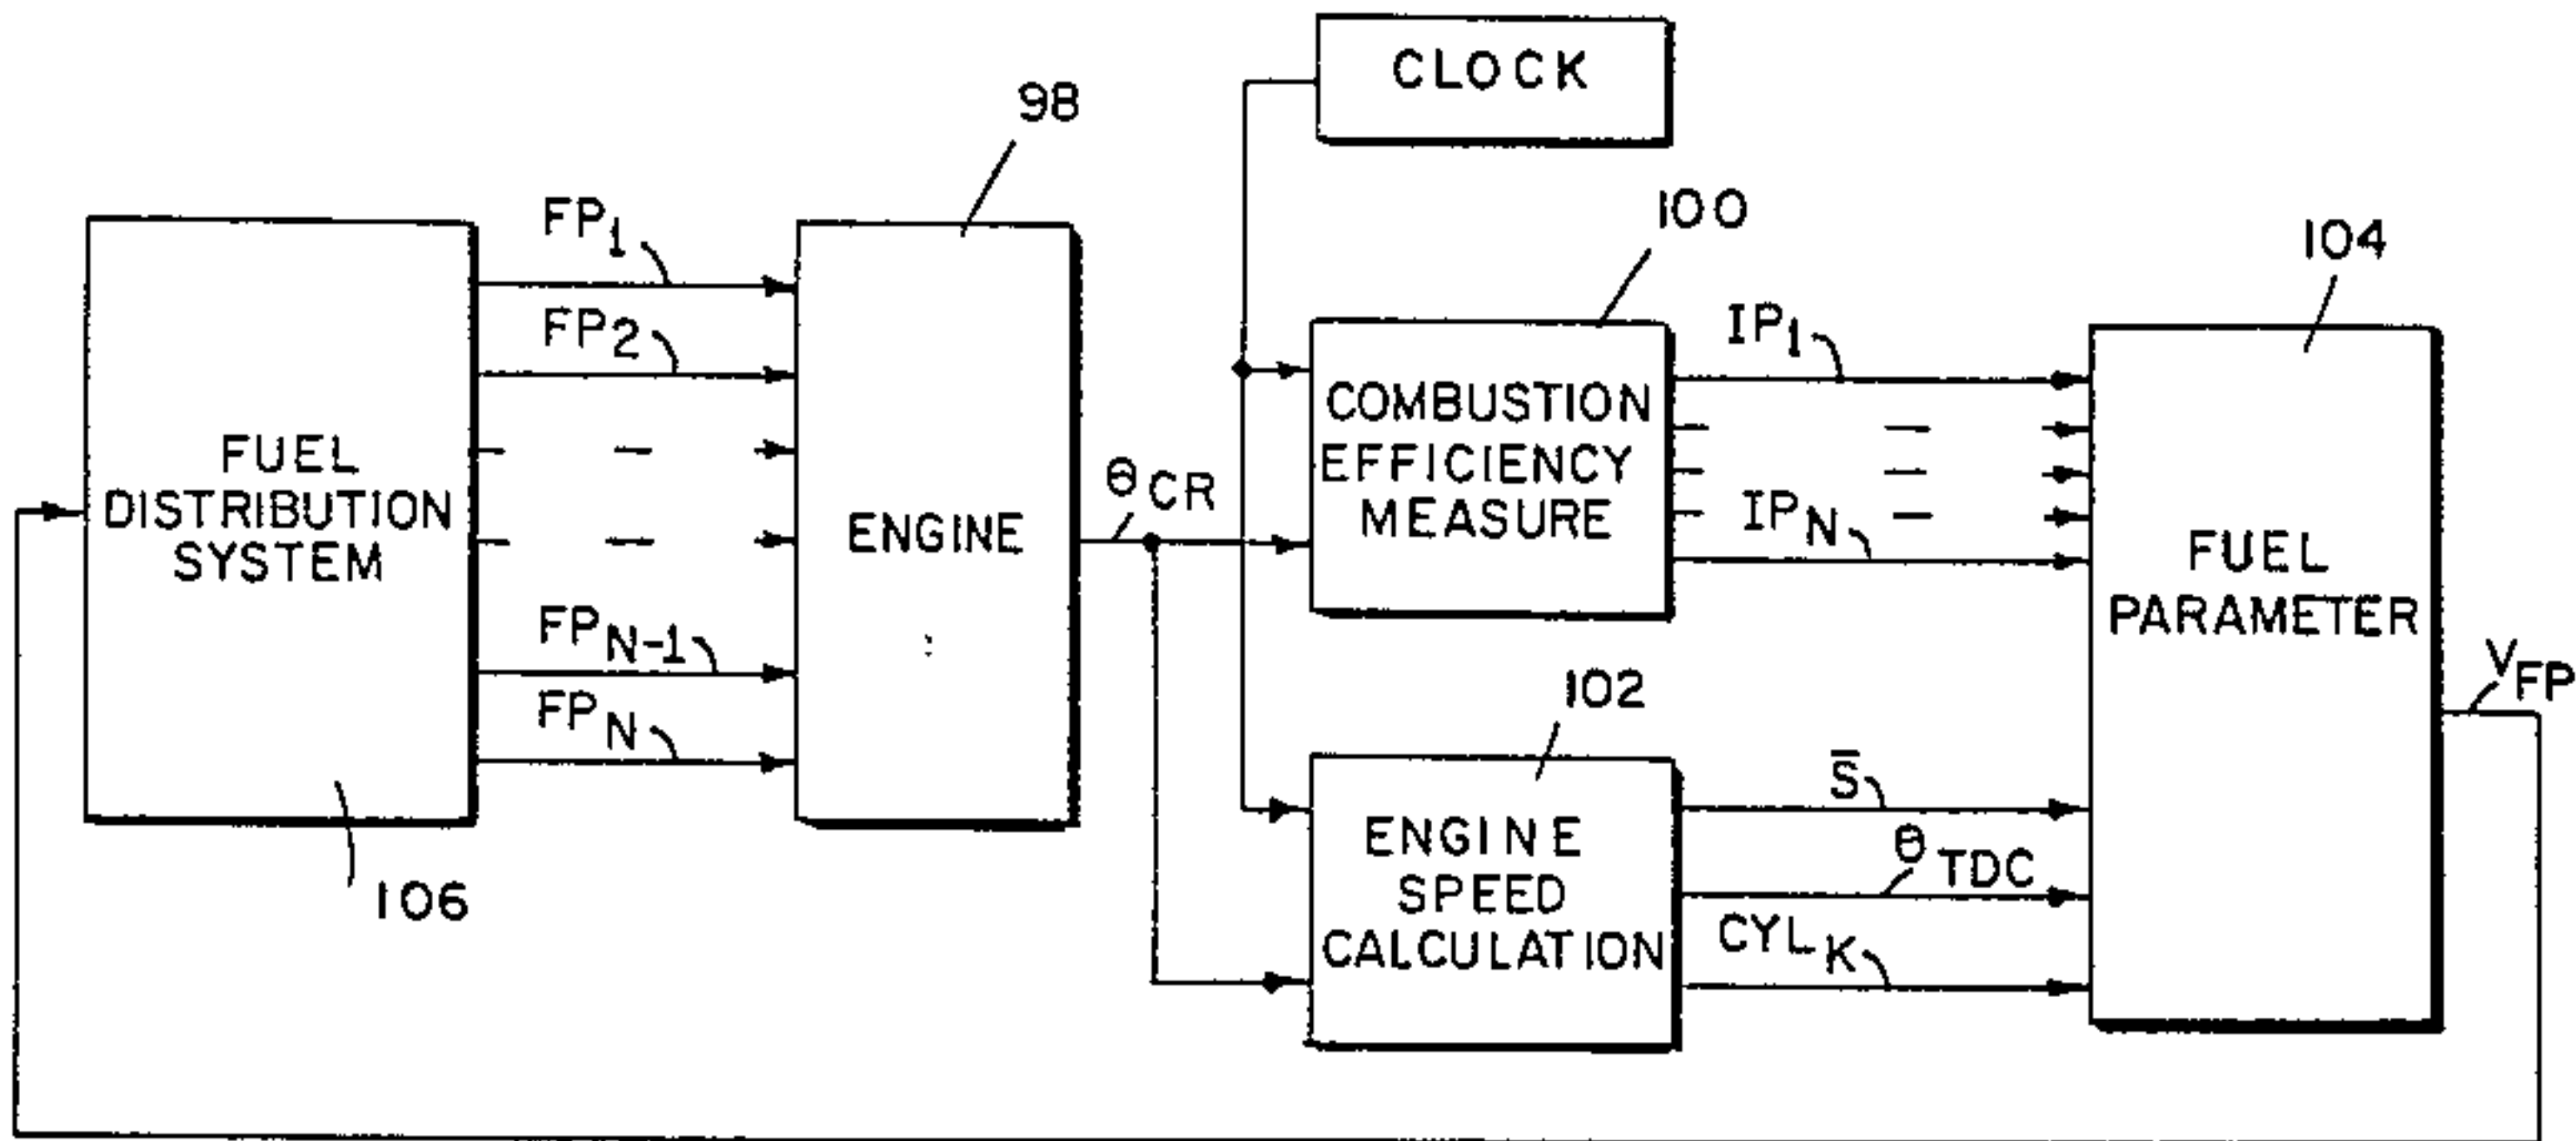 CLOCK
98
100
104
FP1
FP2
FUEL
DISTRIBUTION
SYSTEM
FPN-1
FPN
106
ENGINE
θCR
COMBUSTION
EFFICIENCY
MEASURE
IP1
IPN
FUEL
PARAMETER
VFP
102
ENGINE
SPEED
CALCULATION
S̅
θTDC
CYLK